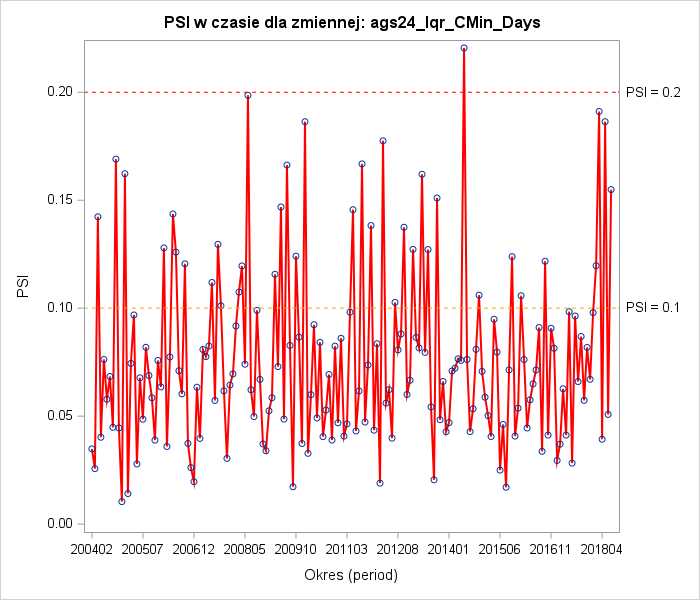 PSI w czasie dla zmiennej: ags24_Iqr_CMin_Days
PSI
0.20
0.15
0.10
0.05
0.00
PSI = 0.2
PSI = 0.1
200402 200507 200612 200805 200910 201103 201208 201401 201506 201611 201804
Okres (period)